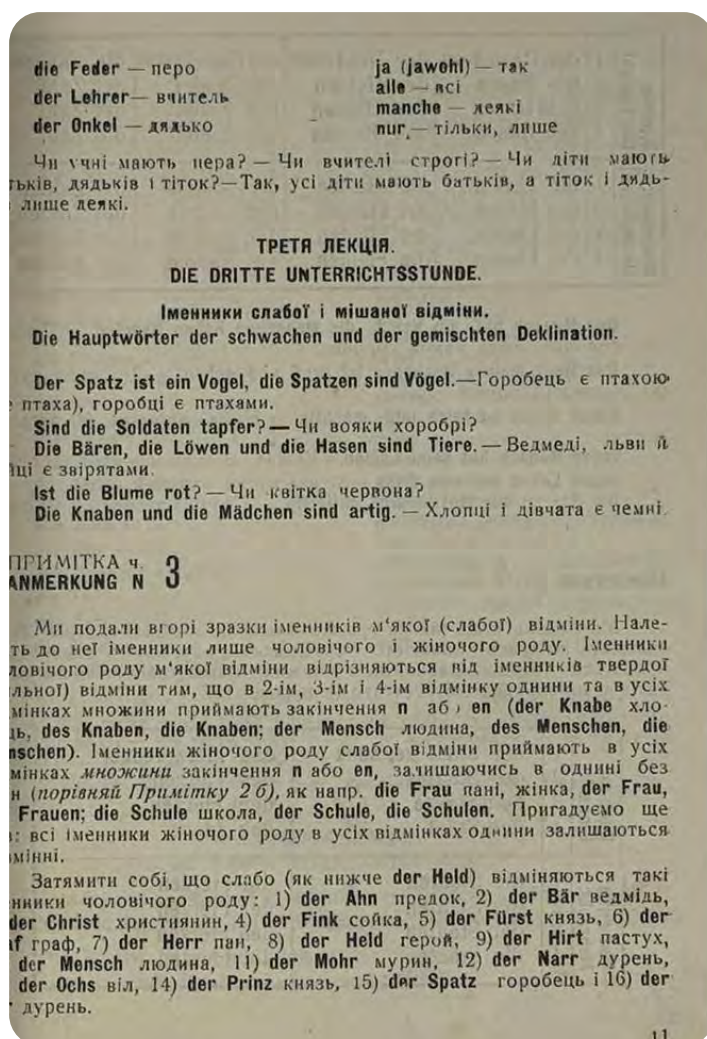 die Feder — перо
der Lehrer — вчитель
der Onkel — дядько
ja (jawohl) — так
alle — всі
manche — деякі
nur — тільки, лише
Чи учні мають пера? — Чи вчителі строгі? — Чи діти мають
тьків, дядьків і тіток?—Так, усі діти мають батьків, а тіток і дядь-
лише деякі.
ТРЕТЯ ЛЕКЦІЯ.
DIE DRITTE UNTERRICHTSSTUNDE.
Іменники слабої і мішаної відміни.
Die Hauptwörter der schwachen und der gemischten Deklination.
Der Spatz ist ein Vogel, die Spatzen sind Vögel.—Горобець є птахою
птаха), горобці є птахами.
Sind die Soldaten tapfer? — Чи вояки хоробрі?
Die Bären, die Löwen und die Hasen sind Tiere. — Ведмеді, льви й
йці є звірятами.
Ist die Blume rot? — Чи квітка червона?
Die Knaben und die Mädchen sind artig. — Хлопці і дівчата є чемні.
ПРИМІТКА ч. 3
ANMERKUNG N
Ми подали вгорі зразки іменників м‘якої (слабої) відміни. Нале-
ть до неї іменники лише чоловічого і жіночого роду. Іменники
ловічого роду м‘якої відміни відрізняються від іменників твердої
льної) відміни тим, що в 2-ім, 3-ім і 4-ім відмінку однини та в усіх
мінках множини приймають закінчення n або en (der Knabe хло-
ць, des Knaben, die Knaben; der Mensch людина, des Menschen, die
nschen). Іменники жіночого роду слабої відміни приймають в усіх
мінках множини закінчення n або en, залишаючись в однині без
н (порівняй Примітку 2 б), як напр. die Frau пані, жінка, der Frau,
Frauen; die Schule школа, der Schule, die Schulen. Пригадуємо ще
: всі іменники жіночого роду в усіх відмінках однини залишаються
мінні.
Затямити собі, що слабо (як нижче der Held) відміняються такі
нники чоловічого роду: 1) der Ahn предок, 2) der Bär ведмідь,
der Christ християнин, 4) der Fink сойка, 5) der Fürst князь, 6) der
af граф, 7) der Herr пан, 8) der Held герой, 9) der Hirt пастух,
der Mensch людина, 11) der Mohr мурин, 12) der Narr дурень,
der Ochs віл, 14) der Prinz князь, 15) der Spatz горобець і 16) der
дурень.
11